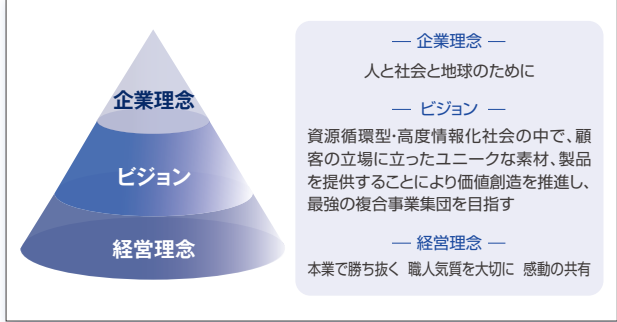 企業理念
ビジョン
経営理念
― 企業理念 ―
人と社会と地球のために
― ビジョン ―
資源循環型・高度情報化社会の中で、顧
客の立場に立ったユニークな素材、製品
を提供することにより価値創造を推進し、
最強の複合事業集団を目指す
― 経営理念 ―
本業で勝ち抜く 職人気質を大切に 感動の共有